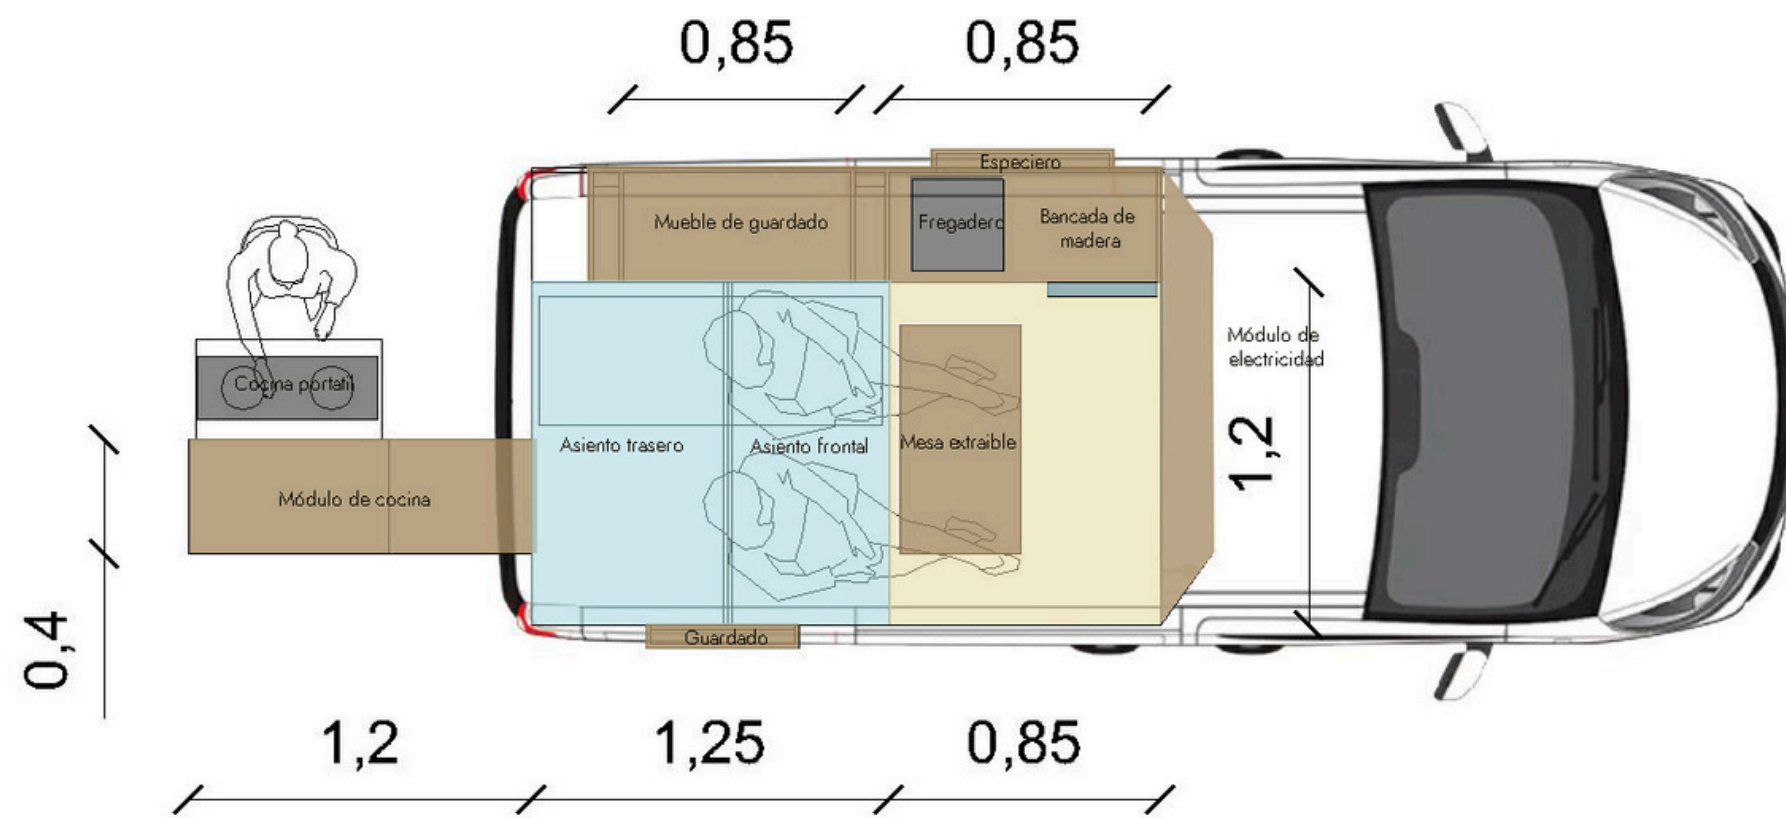 0,85
0,85
Especiero
Mueble de guardado
Fregadero
Bancada de
madera
Módulo de
electricidad
Cocina portatil
Asiento trasero
Asiento frontal
Mesa extraible
1,2
Módulo de cocina
0,4
Guardado
1,2
1,25
0,85